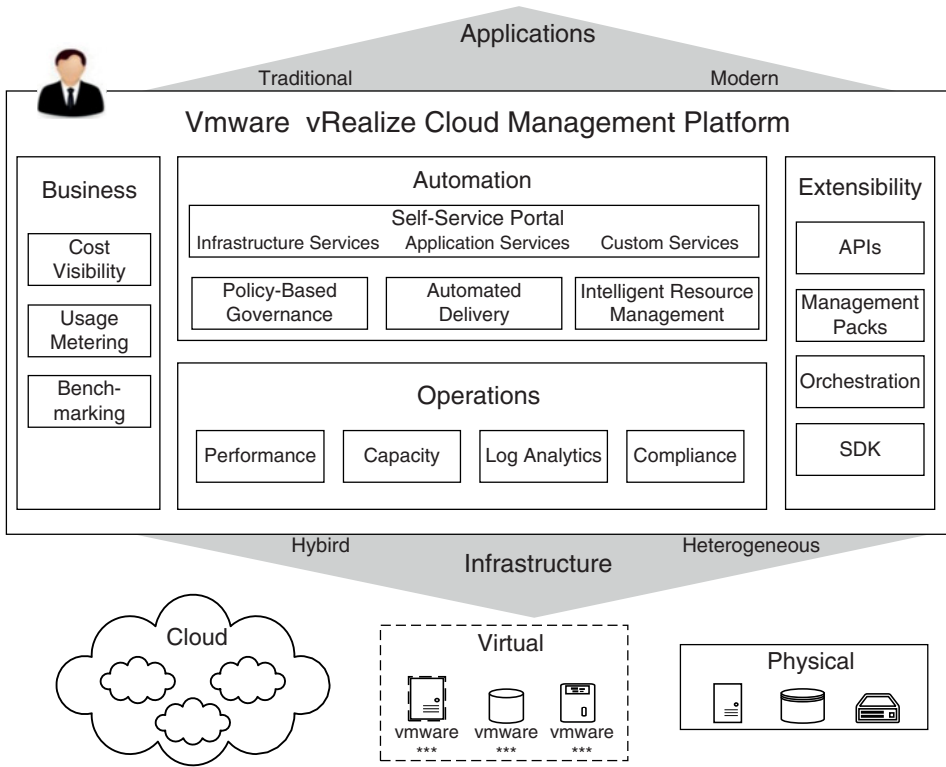 Applications
Traditional
Modern
Vmware vRealize Cloud Management Platform
Business
Cost
Visibility
Usage
Metering
Bench-
marking
Automation
Self-Service Portal
Infrastructure Services
Application Services
Custom Services
Policy-Based
Governance
Automated
Delivery
Intelligent Resource
Management
Operations
Performance
Capacity
Log Analytics
Compliance
Extensibility
APIs
Management
Packs
Orchestration
SDK
Hybird
Heterogeneous
Infrastructure
Cloud
Virtual
vmware
***
vmware
***
vmware
***
Physical